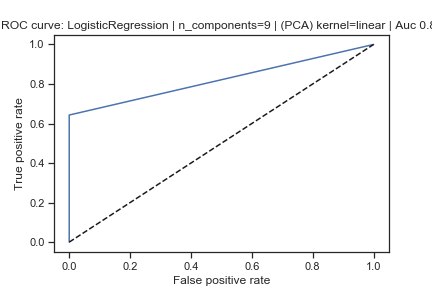 ROC curve: LogisticRegression | n_components=9 | (PCA) kernel=linear | Auc 0.8
1.0
0.8
0.6
0.4
0.2
0.0
True positive rate
0.0 0.2 0.4 0.6 0.8 1.0
False positive rate